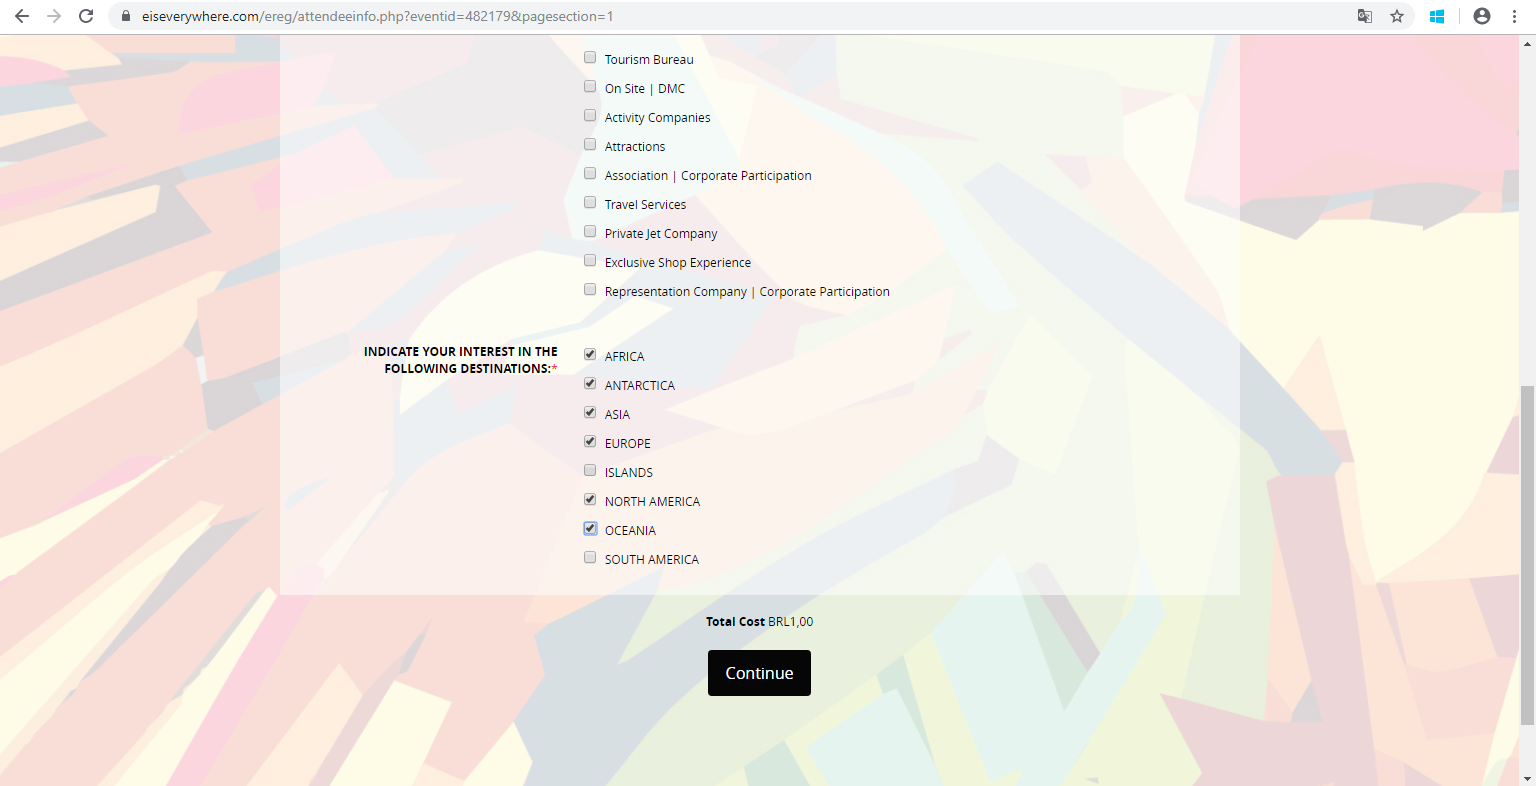 eiseverywhere.com/ereg/attendeeinfo.php?eventid=482179&pagesection=1
Tourism Bureau
On Site | DMC
Activity Companies
Attractions
Association | Corporate Participation
Travel Services
Private Jet Company
Exclusive Shop Experience
Representation Company | Corporate Participation
INDICATE YOUR INTEREST IN THE
FOLLOWING DESTINATIONS:*
AFRICA
ANTARCTICA
ASIA
EUROPE
ISLANDS
NORTH AMERICA
OCEANIA
SOUTH AMERICA
Total Cost BRL1,00
Continue